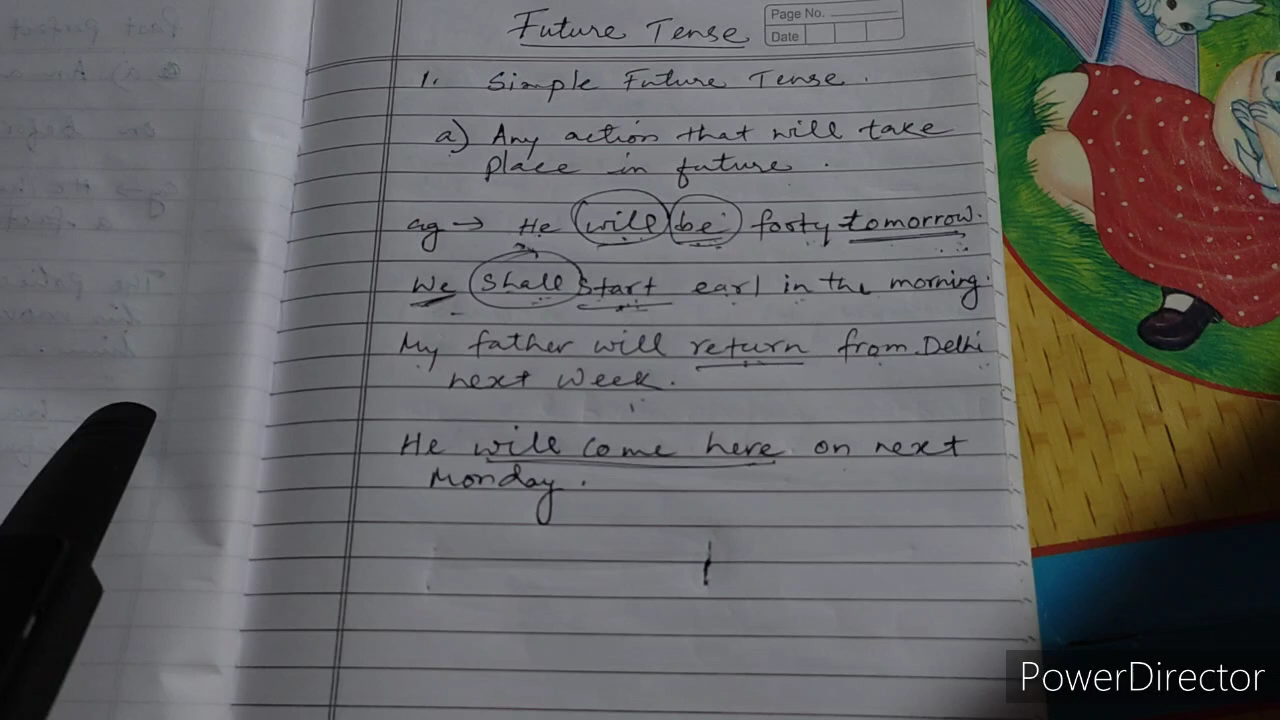 Future Tense
Page No.
Date
1. Simple Future Tense.
a) Any action that will take
place in future.
eg → He will be forty tomorrow.
We shall start earl in the morning.
My father will return from Delhi
next week.
He will come here on next
Monday.
PowerDirector